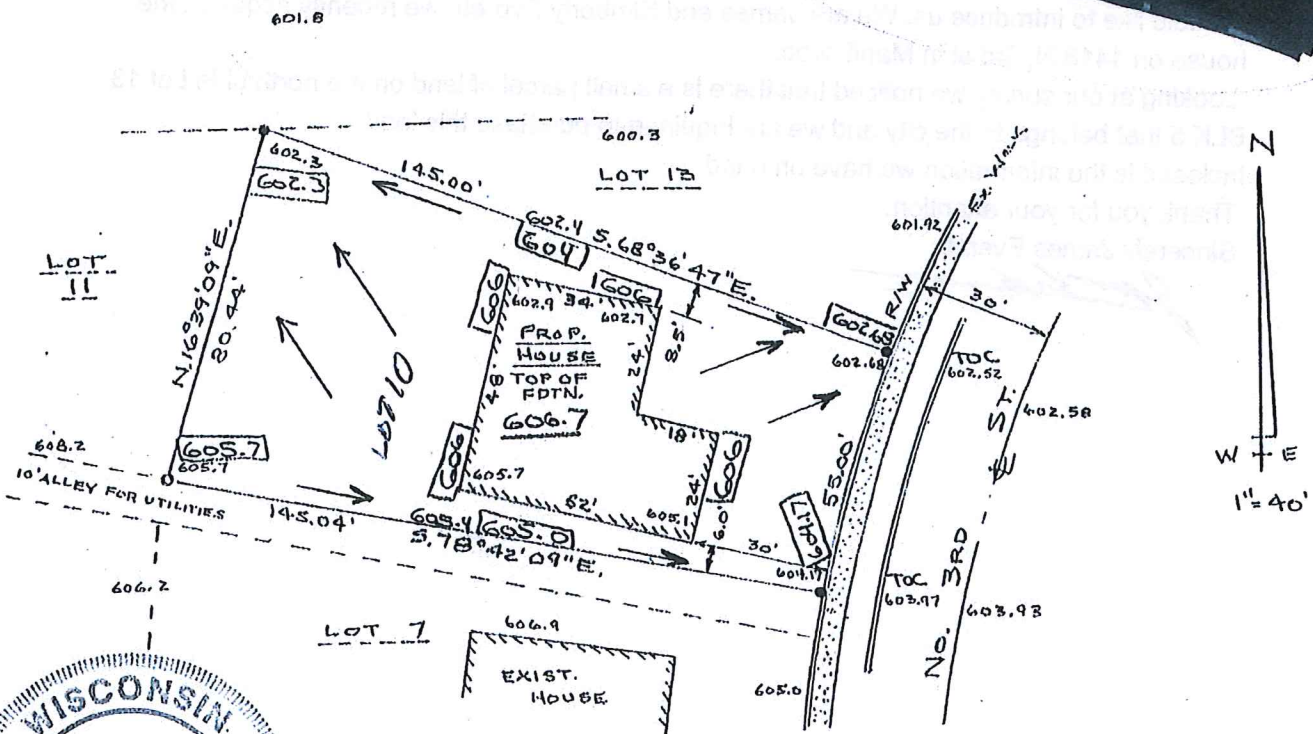 601.8
600.3
602.3
602.3
145.00'
LOT 13
Ex. walk
602.4 S.68°36'47"E.
604
601.92
R/W
30'
N
LOT
11
N.16°39'09"E.
80.44'
606
602.9 34'
606
602.7
8.5'
602.68
602.68
PROP.
HOUSE
TOP OF
FDTN.
606.7
48
24'
18'
LOT 10
TOC
602.52
602.58
W E
1"=40'
608.2
605.7
605.7
606
605.7
606
24'
55.00'
10' ALLEY FOR UTILITIES
145.04'
52'
605.1
6.0'
605.4
605.0
S.78°42'09"E.
30'
604.17
604.17
TOC
603.97
No. 3RD ST.
603.93
606.2
LOT 7
606.9
EXIST.
HOUSE
605.0
WISCONSIN